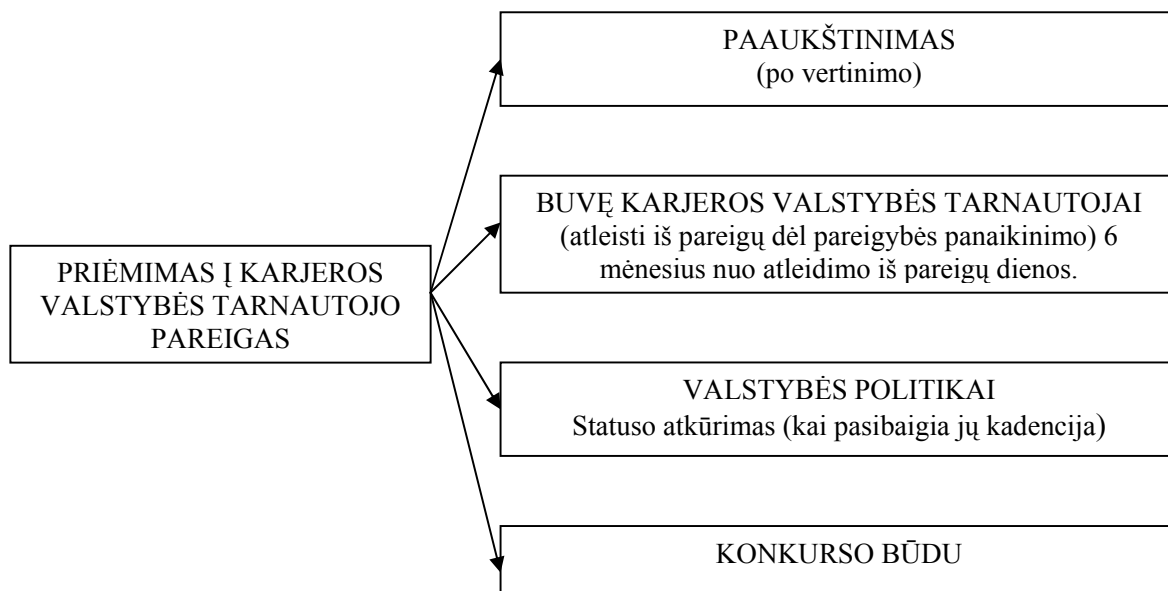 PAAUKŠTINIMAS
(po vertinimo)
BUVĘ KARJEROS VALSTYBĖS TARNAUTOJAI
(atleisti iš pareigų dėl pareigybės panaikinimo) 6
mėnesius nuo atleidimo iš pareigų dienos.
PRIĖMIMAS Į KARJEROS
VALSTYBĖS TARNAUTOJO
PAREIGAS
VALSTYBĖS POLITIKAI
Statuso atkūrimas (kai pasibaigia jų kadencija)
KONKURSO BŪDU